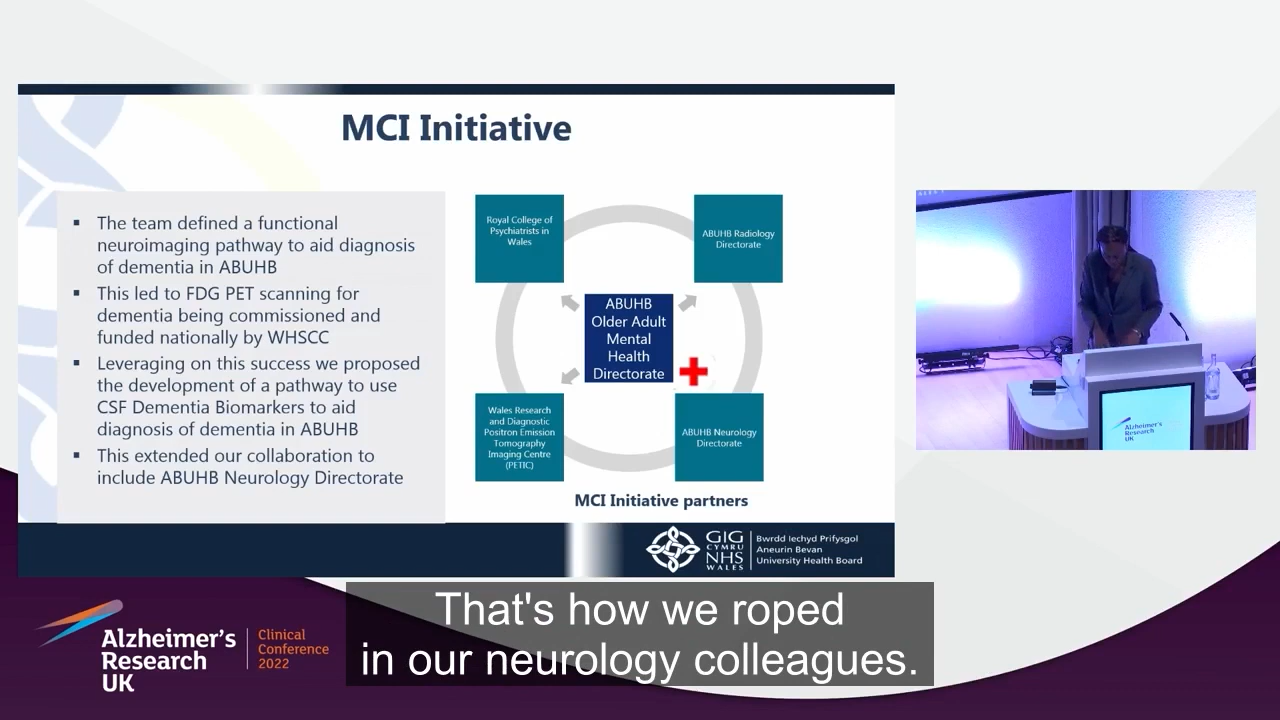 MCI Initiative
▪ The team defined a functional
neuroimaging pathway to aid diagnosis
of dementia in ABUHB
▪ This led to FDG PET scanning for
dementia being commissioned and
funded nationally by WHSCC
▪ Leveraging on this success we proposed
the development of a pathway to use
CSF Dementia Biomarkers to aid
diagnosis of dementia in ABUHB
▪ This extended our collaboration to
include ABUHB Neurology Directorate
Royal College of
Psychiatrists in
Wales
ABUHB Radiology
Directorate
ABUHB
Older Adult
Mental
Health
Directorate
Wales Research
and Diagnostic
Positron Emission
Tomography
Imaging Centre
(PETIC)
ABUHB Neurology
Directorate
MCI Initiative partners
GIG
CYMRU
NHS
WALES
Bwrdd Iechyd Prifysgol
Aneurin Bevan
University Health Board
Alzheimer's
Research
UK
Alzheimer's
Research
UK
Clinical
Conference
2022
That's how we roped
in our neurology colleagues.